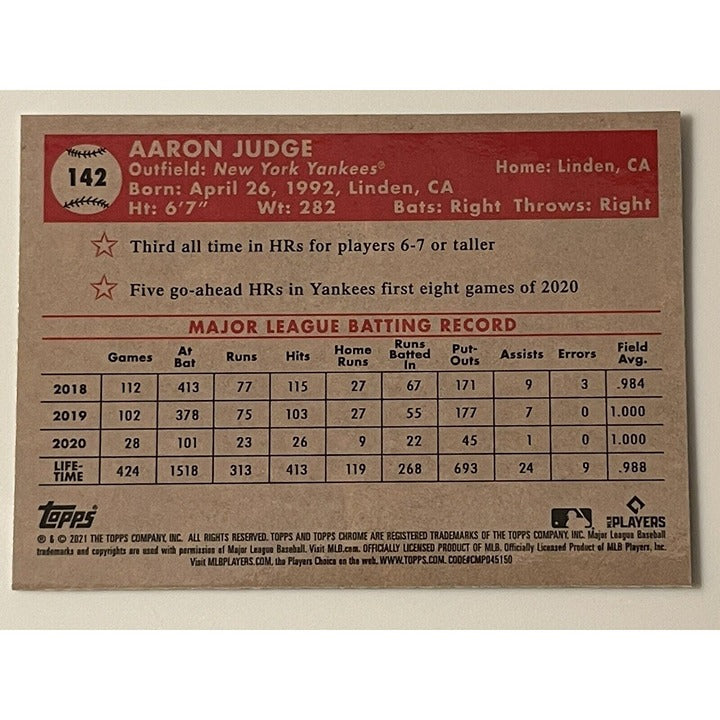 142
AARON JUDGE
Outfield: New York Yankees® Home: Linden, CA
Born: April 26, 1992, Linden, CA
Ht: 6'7" Wt: 282 Bats: Right Throws: Right
Third all time in HRs for players 6-7 or taller
Five go-ahead HRs in Yankees first eight games of 2020
MAJOR LEAGUE BATTING RECORD
Games At Bat Runs Hits Home Runs Runs Batted In Put-Outs Assists Errors Field Avg.
2018 112 413 77 115 27 67 171 9 3 .984
2019 102 378 75 103 27 55 177 7 0 1.000
2020 28 101 23 26 9 22 45 1 0 1.000
LIFE-TIME 424 1518 313 413 119 268 693 24 9 .988
Topps MLB PLAYERS
® & © 2021 THE TOPPS COMPANY, INC. ALL RIGHTS RESERVED. TOPPS AND TOPPS CHROME ARE REGISTERED TRADEMARKS OF THE TOPPS COMPANY, INC. Major League Baseball
trademarks and copyrights are used with permission of Major League Baseball. Visit MLB.com. OFFICIALLY LICENSED PRODUCT OF MLB. Officially Licensed Product of MLB Players, Inc.
Visit MLBPLAYERS.COM, the Players Choice on the web. WWW.TOPPS.COM. CODE#CMP045150